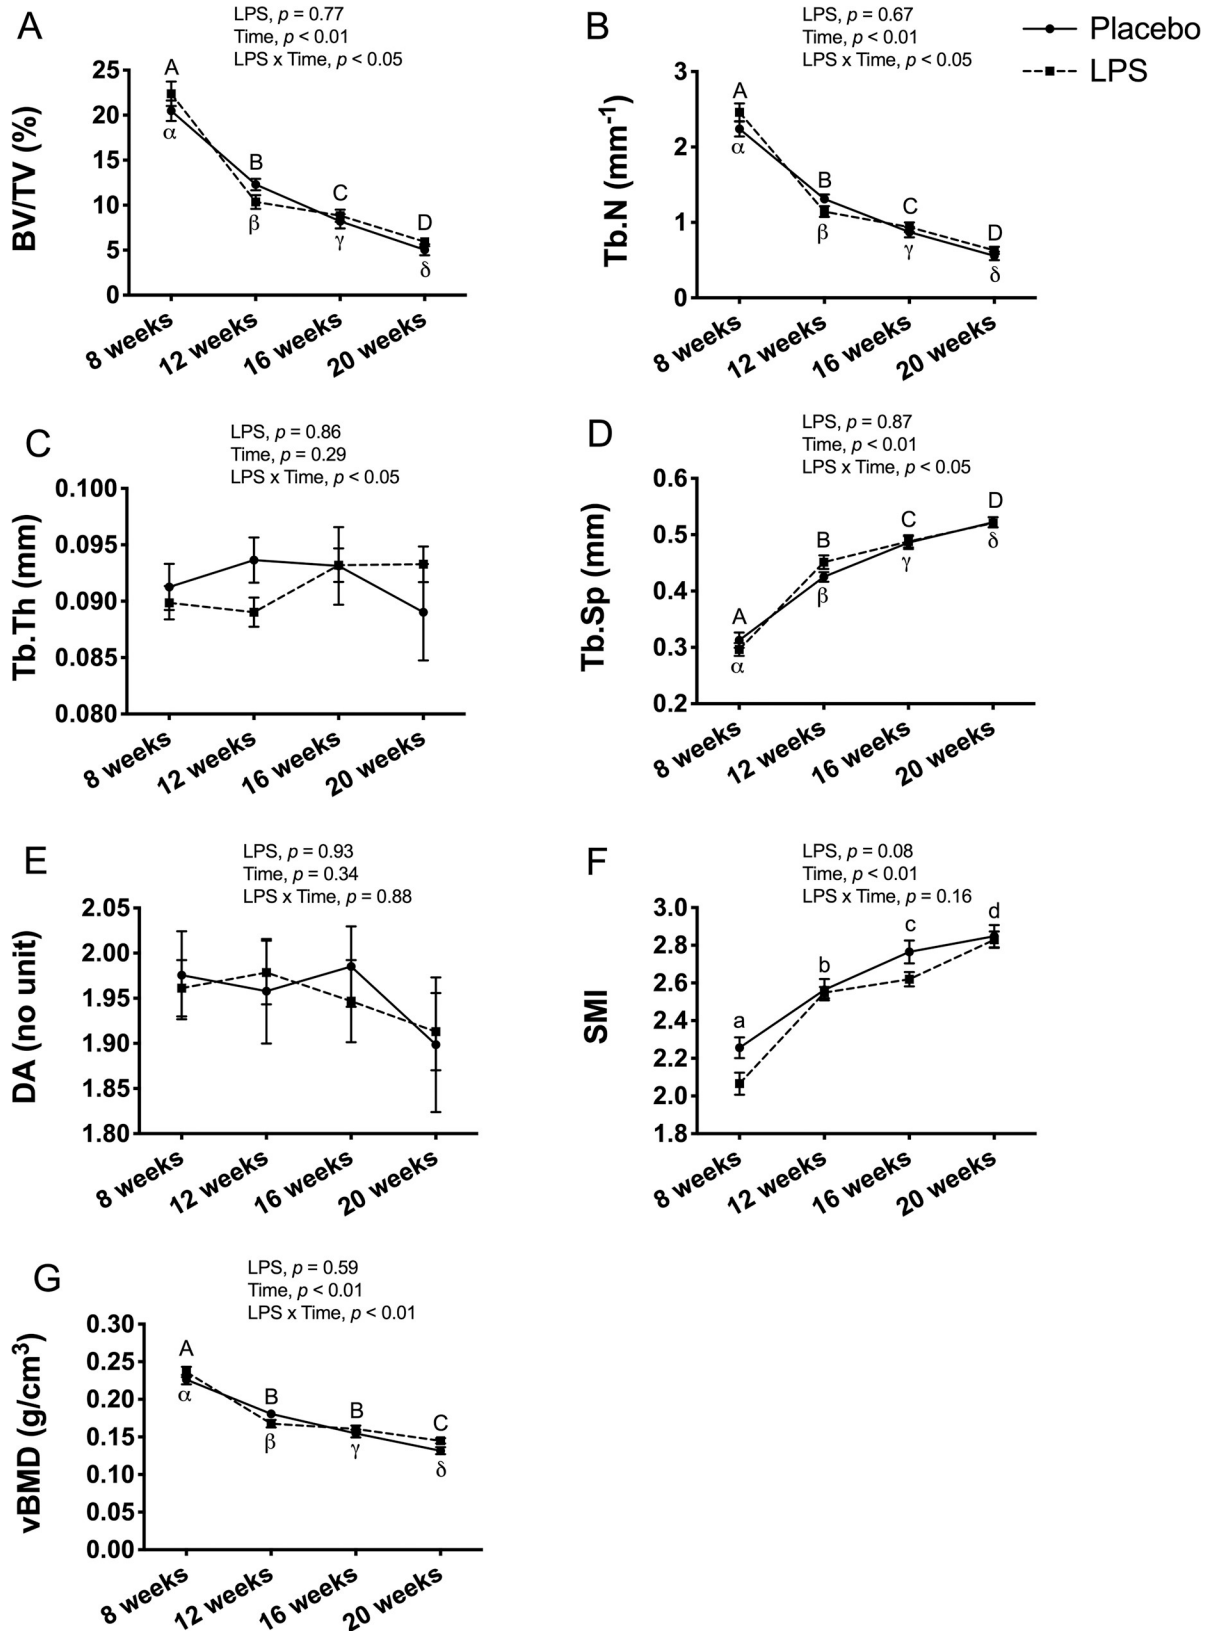 A
LPS, p = 0.77
Time, p < 0.01
LPS x Time, p < 0.05
BV/TV (%)
25
20
15
10
5
0
A
B
C
D
α
β
γ
δ
8 weeks
12 weeks
16 weeks
20 weeks
B
LPS, p = 0.67
Time, p < 0.01
LPS x Time, p < 0.05
Placebo
LPS
Tb.N (mm-1)
3
2
1
0
A
B
C
D
α
β
γ
δ
8 weeks
12 weeks
16 weeks
20 weeks
C
LPS, p = 0.86
Time, p = 0.29
LPS x Time, p < 0.05
Tb.Th (mm)
0.100
0.095
0.090
0.085
0.080
8 weeks
12 weeks
16 weeks
20 weeks
D
LPS, p = 0.87
Time, p < 0.01
LPS x Time, p < 0.05
Tb.Sp (mm)
0.6
0.5
0.4
0.3
0.2
A
B
C
D
α
β
γ
δ
8 weeks
12 weeks
16 weeks
20 weeks
E
LPS, p = 0.93
Time, p = 0.34
LPS x Time, p = 0.88
DA (no unit)
2.05
2.00
1.95
1.90
1.85
1.80
8 weeks
12 weeks
16 weeks
20 weeks
F
LPS, p = 0.08
Time, p < 0.01
LPS x Time, p = 0.16
SMI
3.0
2.8
2.6
2.4
2.2
2.0
1.8
a
b
c
d
8 weeks
12 weeks
16 weeks
20 weeks
G
LPS, p = 0.59
Time, p < 0.01
LPS x Time, p < 0.01
vBMD (g/cm3)
0.30
0.25
0.20
0.15
0.10
0.05
0.00
A
B
B
C
α
β
γ
δ
8 weeks
12 weeks
16 weeks
20 weeks